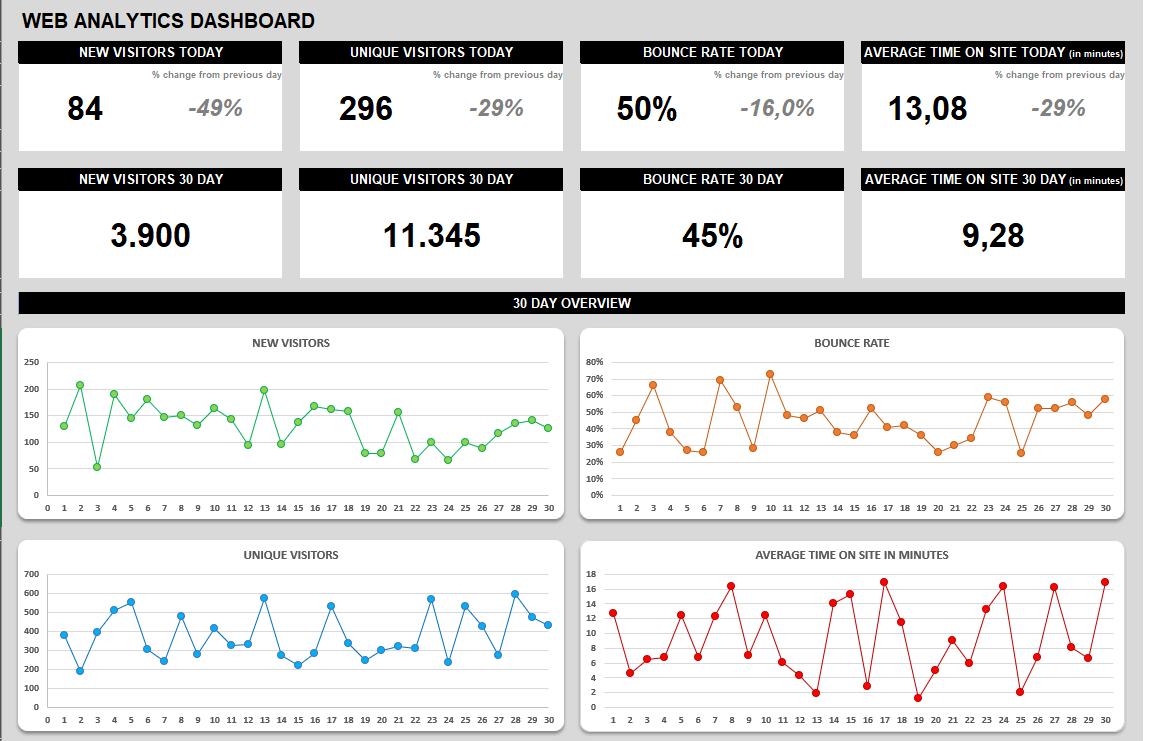 WEB ANALYTICS DASHBOARD
NEW VISITORS TODAY
% change from previous day
84 -49%
UNIQUE VISITORS TODAY
% change from previous day
296 -29%
BOUNCE RATE TODAY
% change from previous day
50% -16,0%
AVERAGE TIME ON SITE TODAY (in minutes)
% change from previous day
13,08 -29%
NEW VISITORS 30 DAY
3.900
UNIQUE VISITORS 30 DAY
11.345
BOUNCE RATE 30 DAY
45%
AVERAGE TIME ON SITE 30 DAY (in minutes)
9,28
30 DAY OVERVIEW
NEW VISITORS
250
200
150
100
50
0
0 1 2 3 4 5 6 7 8 9 10 11 12 13 14 15 16 17 18 19 20 21 22 23 24 25 26 27 28 29 30
BOUNCE RATE
80%
70%
60%
50%
40%
30%
20%
10%
0%
1 2 3 4 5 6 7 8 9 10 11 12 13 14 15 16 17 18 19 20 21 22 23 24 25 26 27 28 29 30
UNIQUE VISITORS
700
600
500
400
300
200
100
0
0 1 2 3 4 5 6 7 8 9 10 11 12 13 14 15 16 17 18 19 20 21 22 23 24 25 26 27 28 29 30
AVERAGE TIME ON SITE IN MINUTES
18
16
14
12
10
8
6
4
2
0
1 2 3 4 5 6 7 8 9 10 11 12 13 14 15 16 17 18 19 20 21 22 23 24 25 26 27 28 29 30